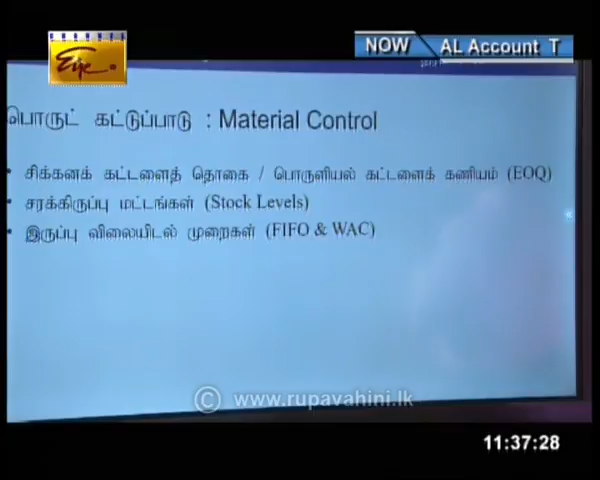 Eye
NOW AL Account T
பொருட் கட்டுப்பாடு : Material Control
• சிக்கனக் கட்டளைத் தொகை / பொருளியல் கட்டளைக் கணியம் (EOQ)
• சரக்கிருப்பு மட்டங்கள் (Stock Levels)
• இருப்பு விலையிடல் முறைகள் (FIFO & WAC)
© www.rupavahini.lk
11:37:28